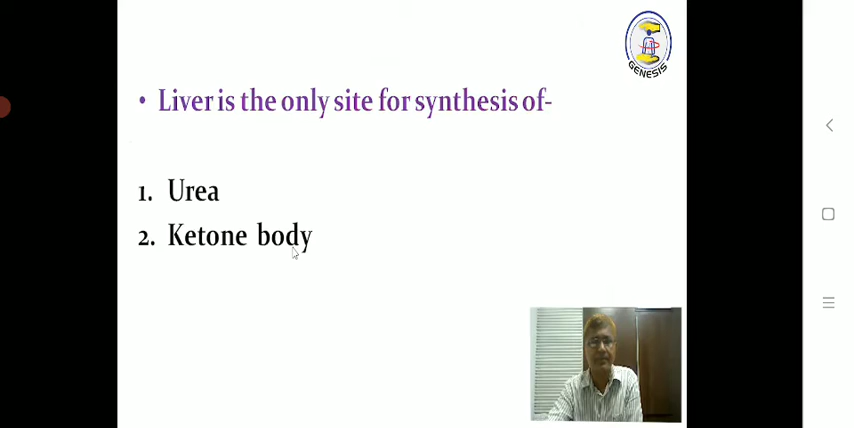 GENESIS
• Liver is the only site for synthesis of-
1. Urea
2. Ketone body